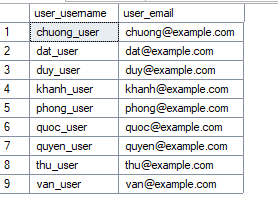 user_username user_email
1 chuong_user chuong@example.com
2 dat_user dat@example.com
3 duy_user duy@example.com
4 khanh_user khanh@example.com
5 phong_user phong@example.com
6 quoc_user quoc@example.com
7 quyen_user quyen@example.com
8 thu_user thu@example.com
9 van_user van@example.com